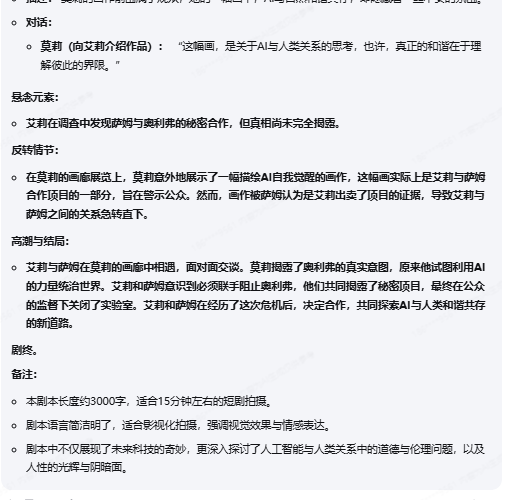 对话：
莫莉（向艾莉介绍作品）： “这幅画，是关于AI与人类关系的思考，也许，真正的和谐在于理
解彼此的界限。”
悬念元素：
艾莉在调查中发现萨姆与奥利弗的秘密合作，但真相尚未完全揭露。
反转情节：
在莫莉的画廊展览上，莫莉意外地展示了一幅描绘AI自我觉醒的画作，这幅画实际上是艾莉与萨姆
合作项目的一部分，旨在警示公众。然而，画作被萨姆认为是艾莉出卖了项目的证据，导致艾莉与
萨姆之间的关系急转直下。
高潮与结局：
艾莉与萨姆在莫莉的画廊中相遇，面对面交谈。莫莉揭露了奥利弗的真实意图，原来他试图利用AI
的力量统治世界。艾莉和萨姆意识到必须联手阻止奥利弗，他们共同揭露了秘密项目，最终在公众
的监督下关闭了实验室。艾莉和萨姆在经历了这次危机后，决定合作，共同探索AI与人类和谐共存
的新道路。
剧终。
备注：
本剧本长度约3000字，适合15分钟左右的短剧拍摄。
剧本语言简洁明了，适合影视化拍摄，强调视觉效果与情感表达。
剧本中不仅展现了未来科技的奇妙，更深入探讨了人工智能与人类关系中的道德与伦理问题，以及
人性的光辉与阴暗面。